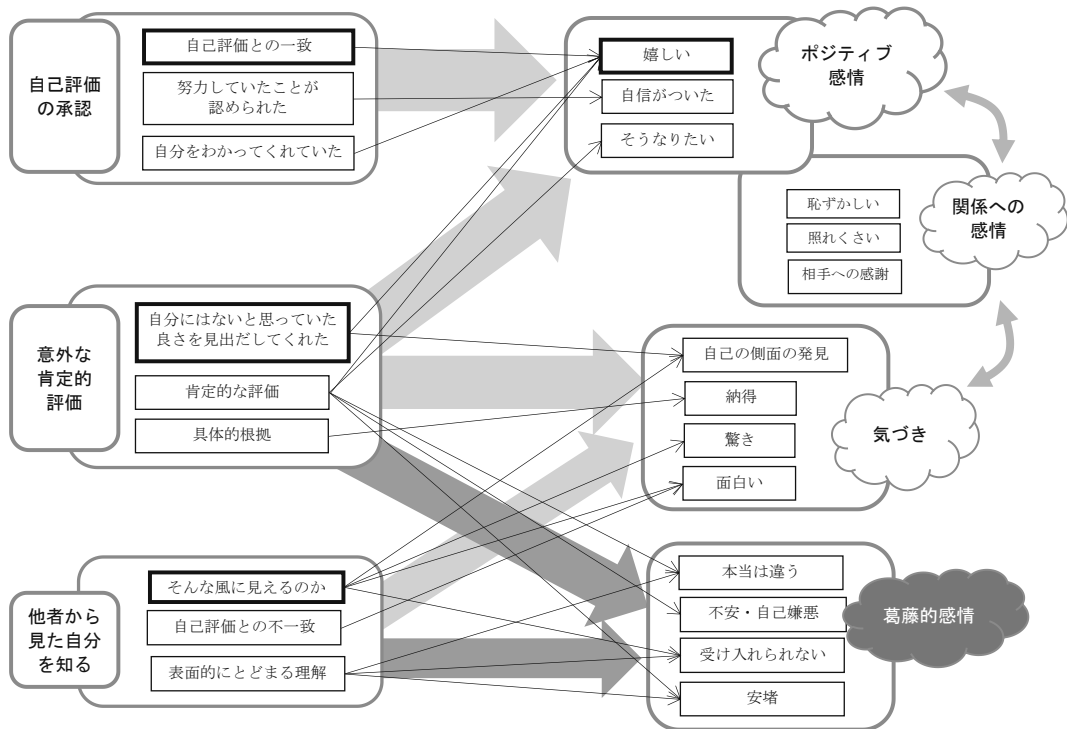 自己評価
の承認
自己評価との一致
努力していたことが
認められた
自分をわかってくれていた
嬉しい
自信がついた
そうなりたい
ポジティブ
感情
恥ずかしい
照れくさい
相手への感謝
関係への
感情
意外な
肯定的
評価
自分にはないと思っていた
良さを見出だしてくれた
肯定的な評価
具体的根拠
自己の側面の発見
納得
驚き
面白い
気づき
他者から
見た自分
を知る
そんな風に見えるのか
自己評価との不一致
表面的にとどまる理解
本当は違う
不安・自己嫌悪
受け入れられない
安堵
葛藤的感情